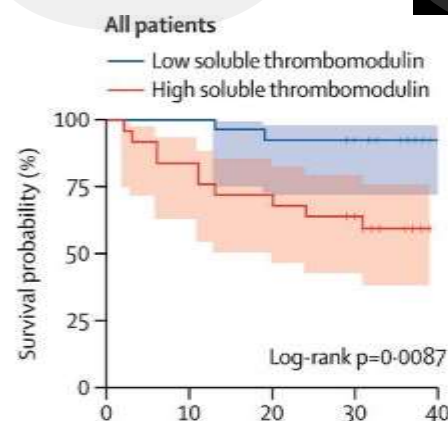 All patients
Low soluble thrombomodulin
High soluble thrombomodulin
Survival probability (%)
100
75
50
25
0
Log-rank p=0·0087
0 10 20 30 40